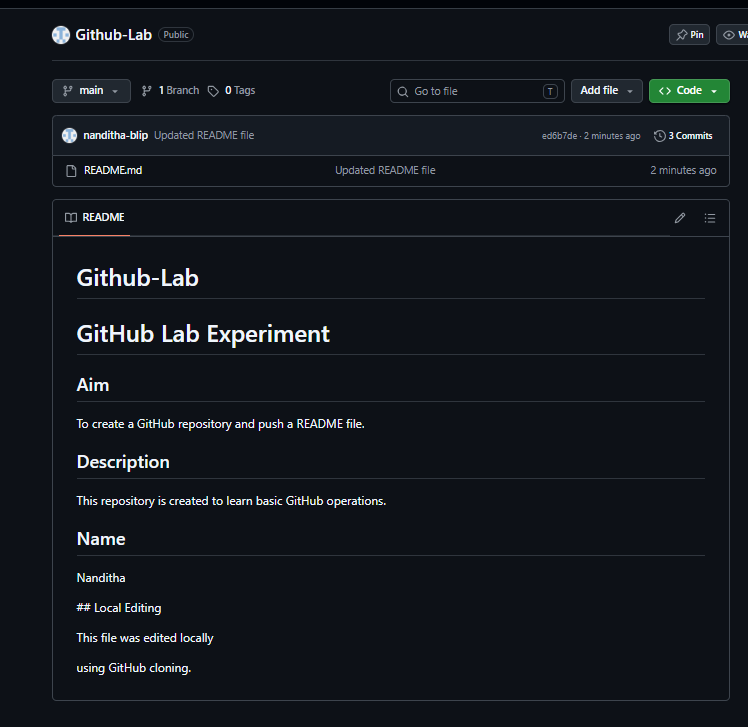 Github-Lab Public Pin
main 1 Branch 0 Tags Go to file T Add file Code
nanditha-blip Updated README file ed6b7de · 2 minutes ago 3 Commits
README.md Updated README file 2 minutes ago
README
Github-Lab
GitHub Lab Experiment
Aim
To create a GitHub repository and push a README file.
Description
This repository is created to learn basic GitHub operations.
Name
Nanditha
## Local Editing
This file was edited locally
using GitHub cloning.